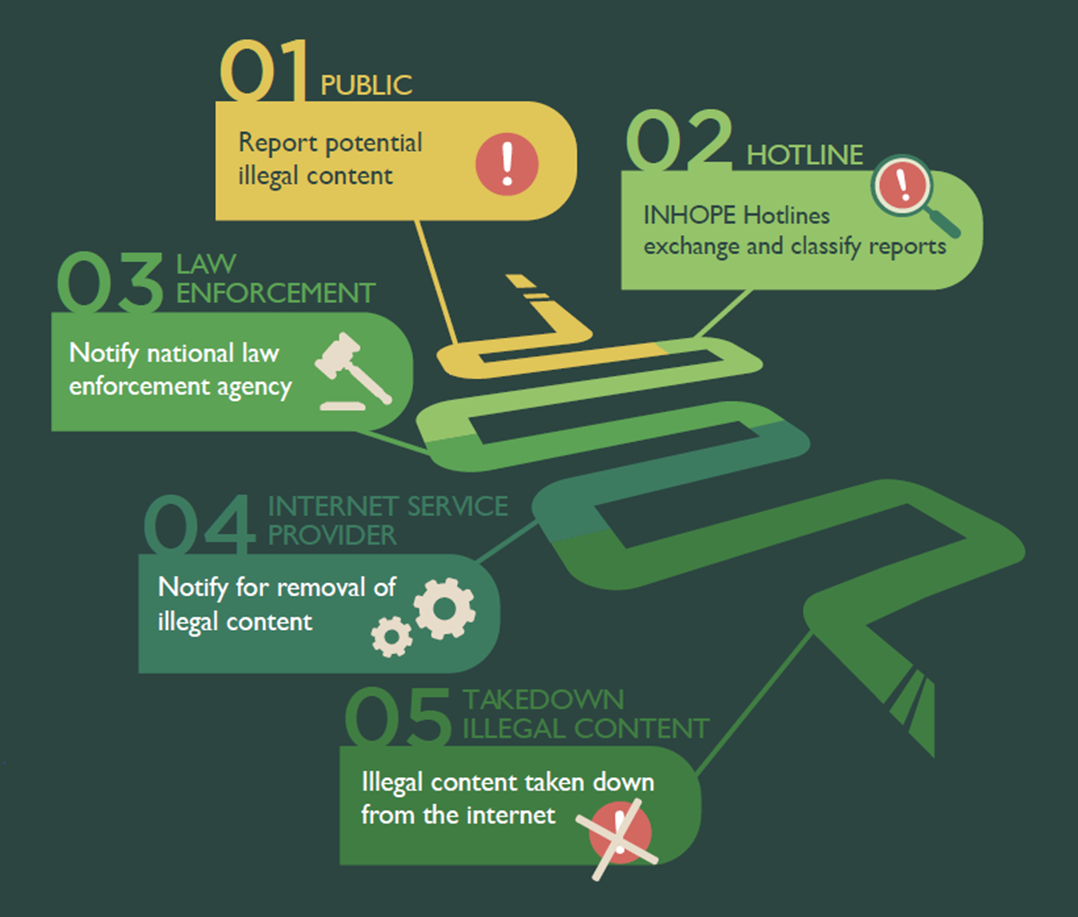 01 PUBLIC
Report potential
illegal content
02 HOTLINE
INHOPE Hotlines
exchange and classify reports
03 LAW
ENFORCEMENT
Notify national law
enforcement agency
04 INTERNET SERVICE
PROVIDER
Notify for removal of
illegal content
05 TAKEDOWN
ILLEGAL CONTENT
Illegal content taken down
from the internet